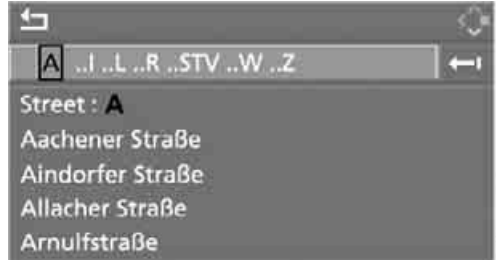 A ..I ..L ..R ..STV ..W ..Z
Street : A
Aachener Straße
Aindorfer Straße
Allacher Straße
Arnulfstraße